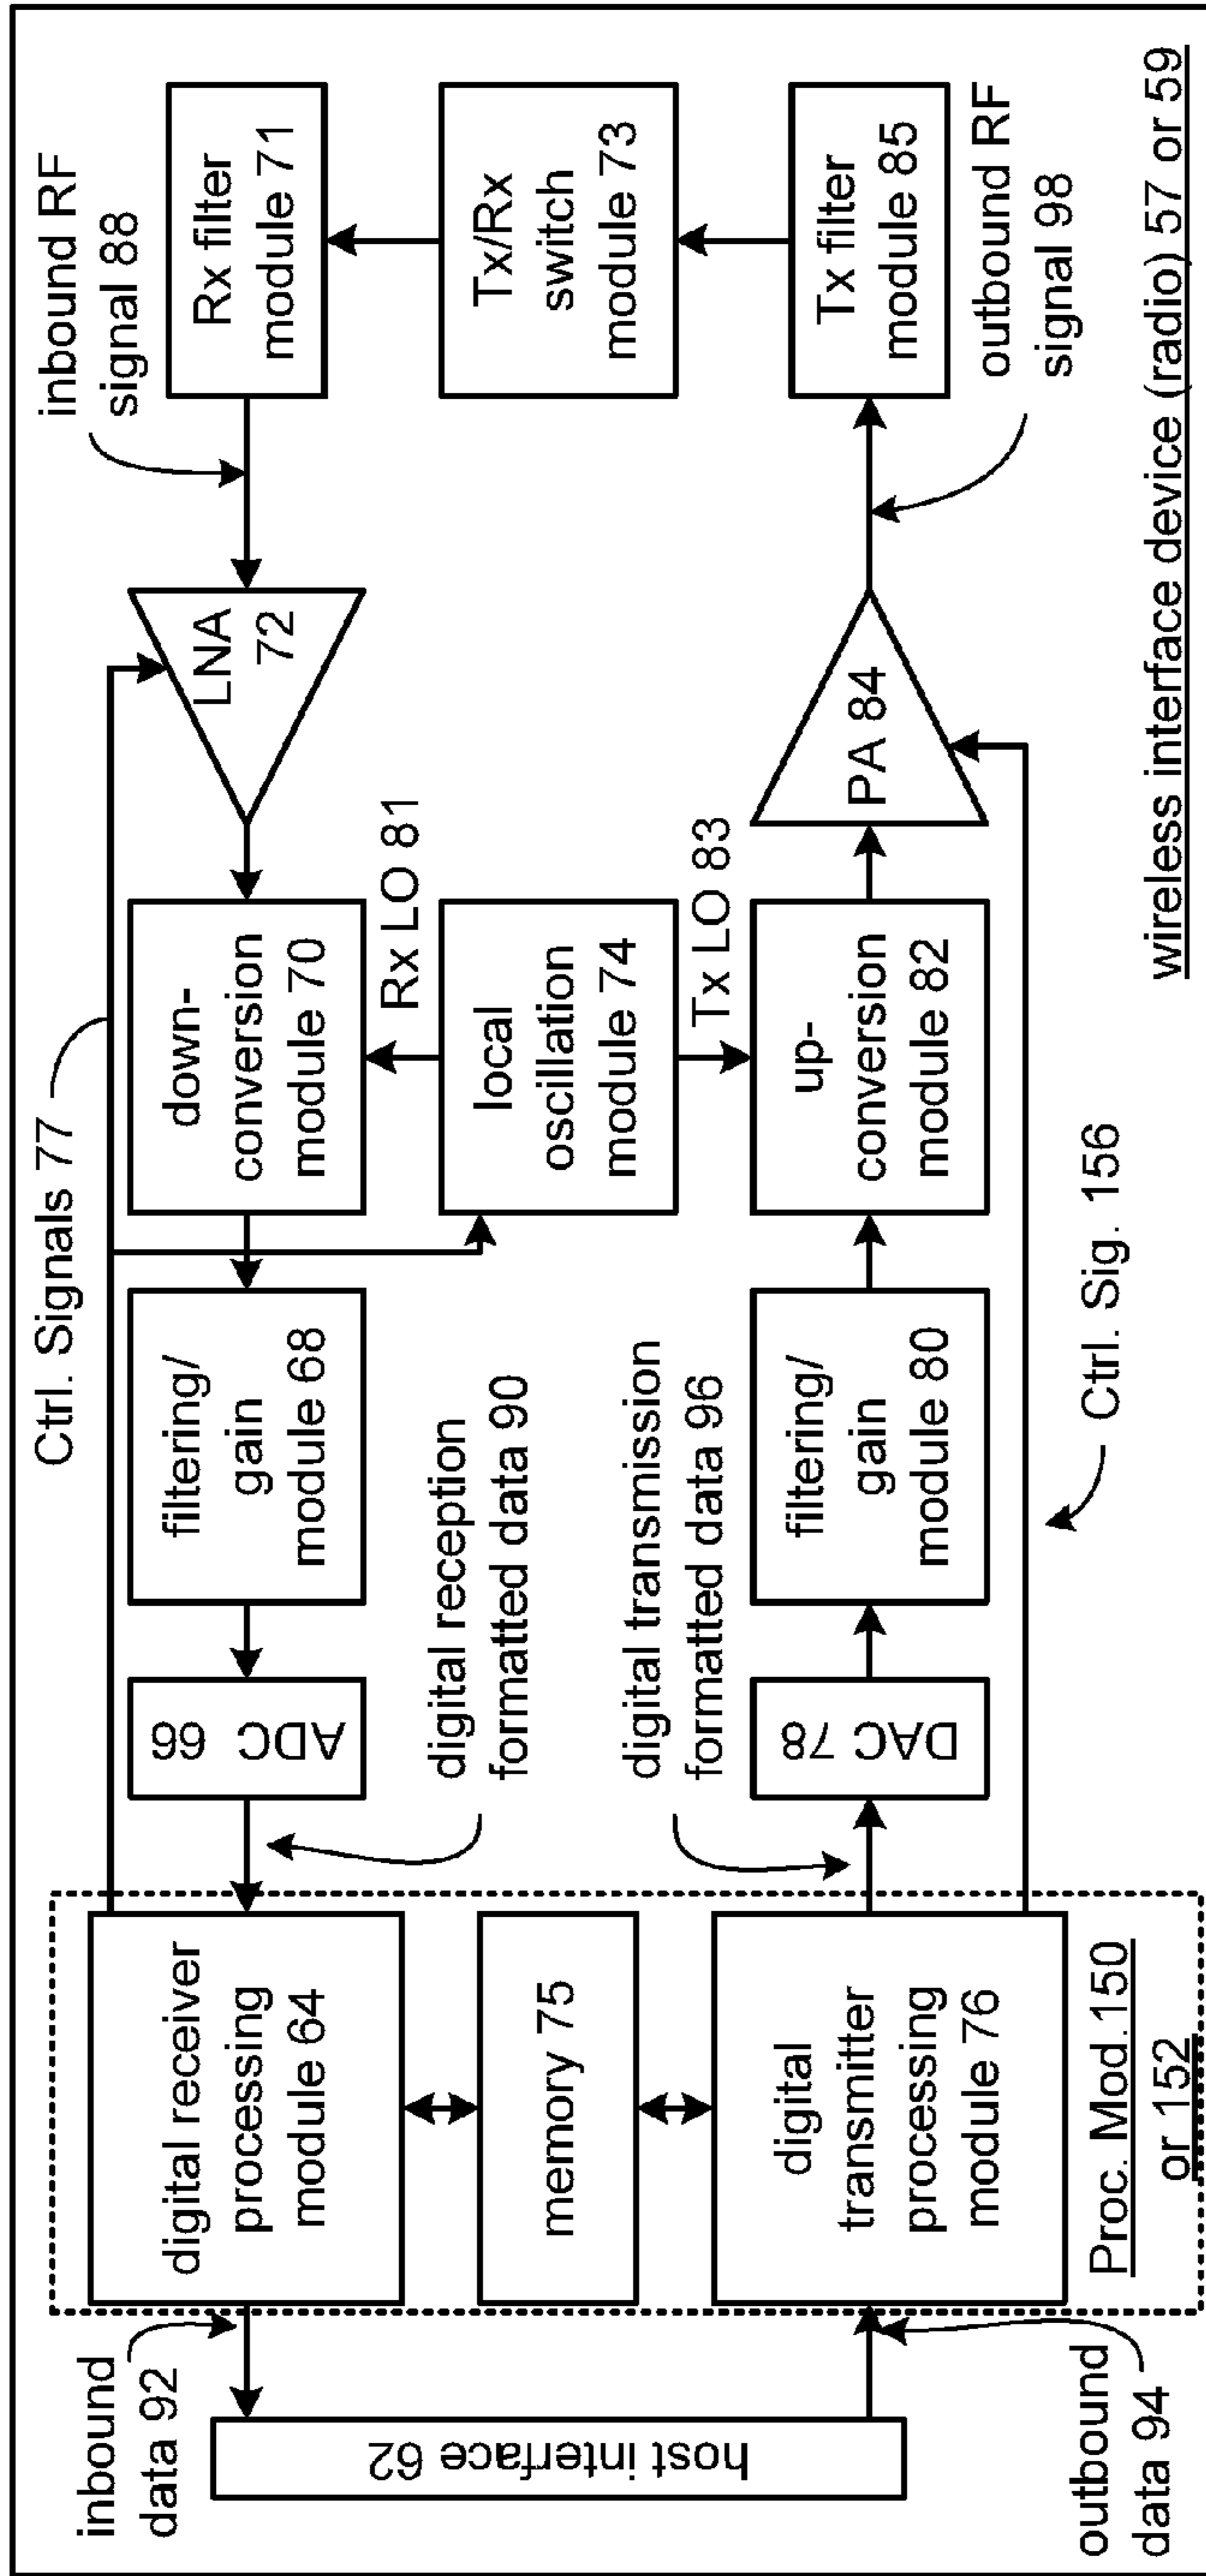 inbound
data 92
host interface 62
outbound
data 94
digital receiver
processing
module 64
memory 75
digital
transmitter
processing
module 76
Proc. Mod.150
or 152
ADC 66
digital reception
formatted data 90
digital transmission
formatted data 96
DAC 78
Ctrl. Signals 77
filtering/
gain
module 68
filtering/
gain
module 80
Ctrl. Sig. 156
down-
conversion
module 70
Rx LO 81
local
oscillation
module 74
Tx LO 83
up-
conversion
module 82
LNA
72
PA 84
inbound RF
signal 88
Rx filter
module 71
Tx/Rx
switch
module 73
Tx filter
module 85
outbound RF
signal 98
wireless interface device (radio) 57 or 59